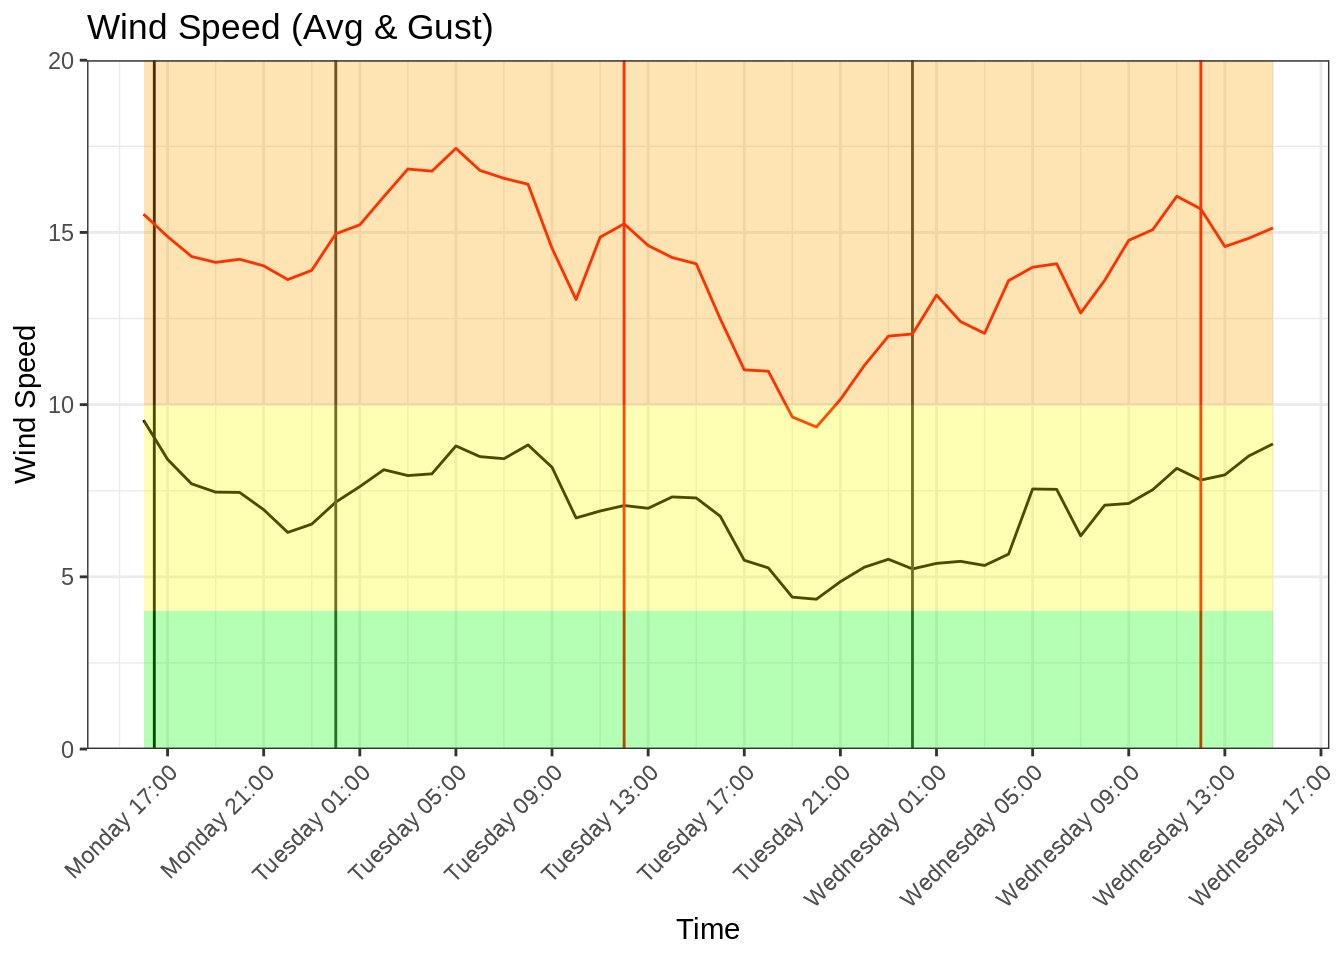 Wind Speed (Avg & Gust)
Wind Speed
20
15
10
5
0
Monday 17:00
Monday 21:00
Tuesday 01:00
Tuesday 05:00
Tuesday 09:00
Tuesday 13:00
Tuesday 17:00
Tuesday 21:00
Wednesday 01:00
Wednesday 05:00
Wednesday 09:00
Wednesday 13:00
Wednesday 17:00
Time